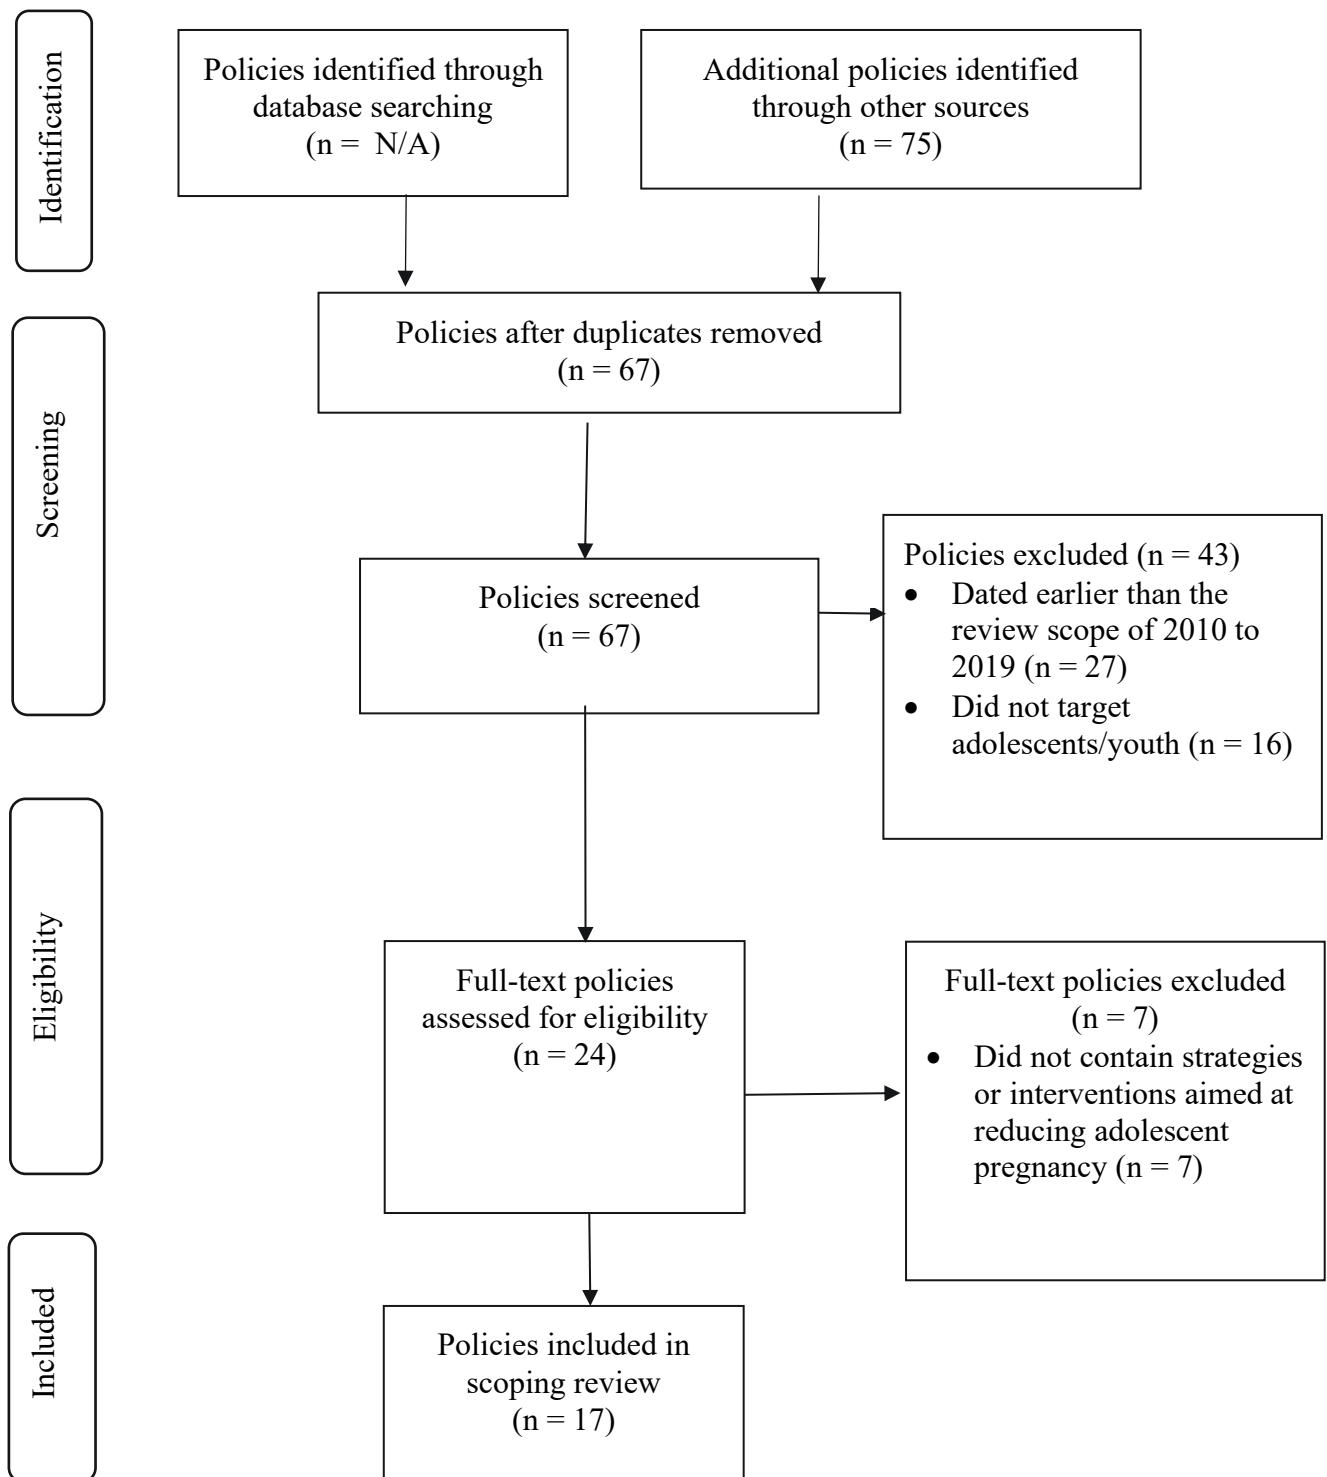 Identification
Policies identified through
database searching
(n =  N/A)
Additional policies identified
through other sources
(n = 75)
Screening
Policies after duplicates removed
(n = 67)
Policies screened
(n = 67)
Policies excluded (n = 43)
• Dated earlier than the
review scope of 2010 to
2019 (n = 27)
• Did not target
adolescents/youth (n = 16)
Eligibility
Full-text policies
assessed for eligibility
(n = 24)
Full-text policies excluded
(n = 7)
• Did not contain strategies
or interventions aimed at
reducing adolescent
pregnancy (n = 7)
Included
Policies included in
scoping review
(n = 17)